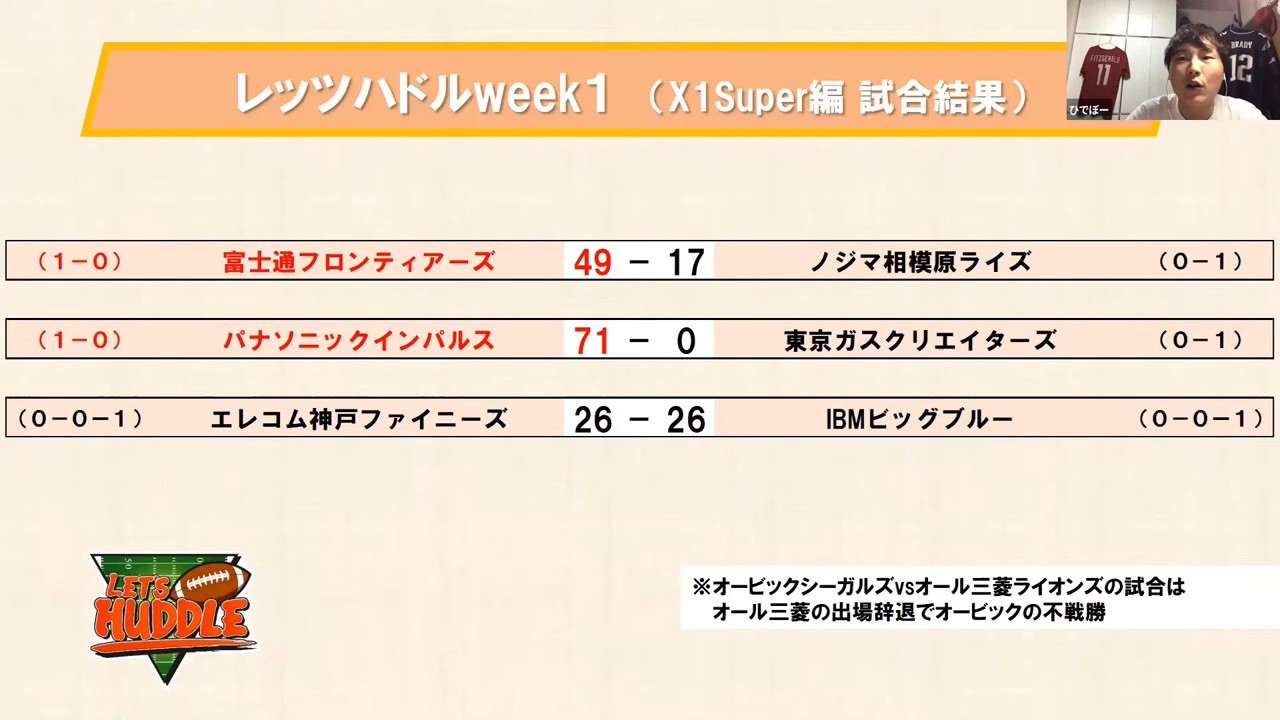 レッツハドルweek1 （X1Super編 試合結果）
FITZGERALD
11
BRADY
12
ひでぼー
（1－0） 富士通フロンティアーズ 49 － 17 ノジマ相模原ライズ （0－1）
（1－0） パナソニックインパルス 71 － 0 東京ガスクリエイターズ （0－1）
（0－0－1） エレコム神戸ファイニーズ 26 － 26 IBMビッグブルー （0－0－1）
LET'S
HUDDLE
※オービックシーガルズvsオール三菱ライオンズの試合は
オール三菱の出場辞退でオービックの不戦勝